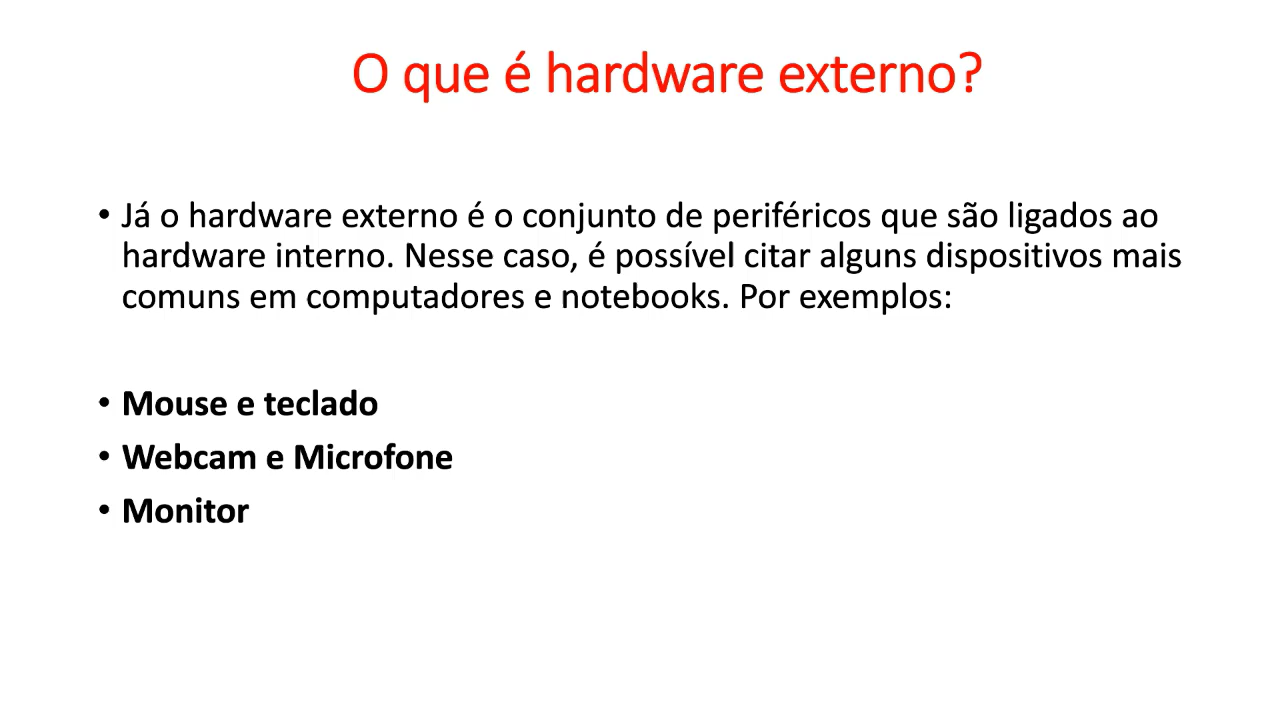 O que é hardware externo?
• Já o hardware externo é o conjunto de periféricos que são ligados ao
hardware interno. Nesse caso, é possível citar alguns dispositivos mais
comuns em computadores e notebooks. Por exemplos:
• Mouse e teclado
• Webcam e Microfone
• Monitor